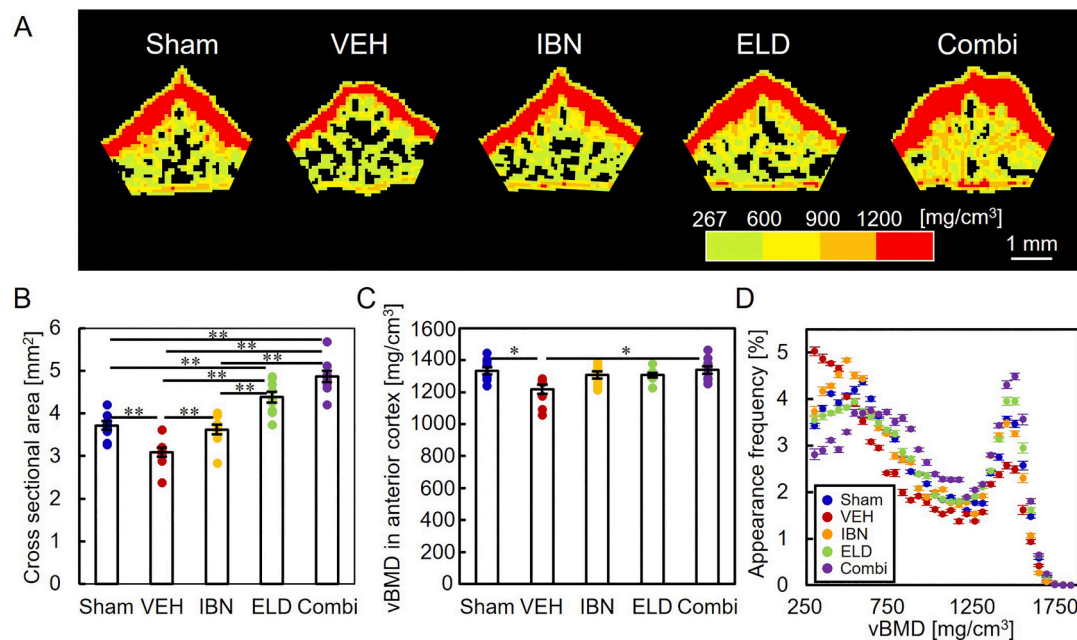 A
Sham VEH IBN ELD Combi
267 600 900 1200 [mg/cm³]
1 mm
B
Cross sectional area [mm²]
6
5
4
3
2
1
0
**
**
**
**
**
**
**
**
**
Sham VEH IBN ELD Combi
C
vBMD in anterior cortex [mg/cm³]
1600
1400
1200
1000
800
600
400
200
0
*
*
Sham VEH IBN ELD Combi
D
Appearance frequency [%]
5
4
3
2
1
0
Sham
VEH
IBN
ELD
Combi
250 750 1250 1750
vBMD [mg/cm³]